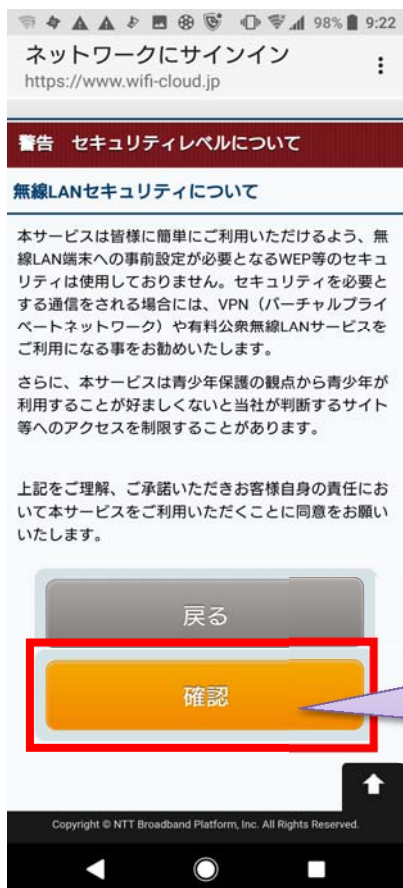 98% 9:22
ネットワークにサインイン
https://www.wifi-cloud.jp
警告 セキュリティレベルについて
無線LANセキュリティについて
本サービスは皆様に簡単にご利用いただけるよう、無
線LAN端末への事前設定が必要となるWEP等のセキュ
リティは使用しておりません。セキュリティを必要と
する通信をされる場合には、VPN（バーチャルプライ
ベートネットワーク）や有料公衆無線LANサービスを
ご利用になる事をお勧めいたします。
さらに、本サービスは青少年保護の観点から青少年が
利用することが好ましくないと当社が判断するサイト
等へのアクセスを制限することがあります。
上記をご理解、ご承諾いただきお客様自身の責任にお
いて本サービスをご利用いただくことに同意をお願い
いたします。
戻る
確認
Copyright © NTT Broadband Platform, Inc. All Rights Reserved.